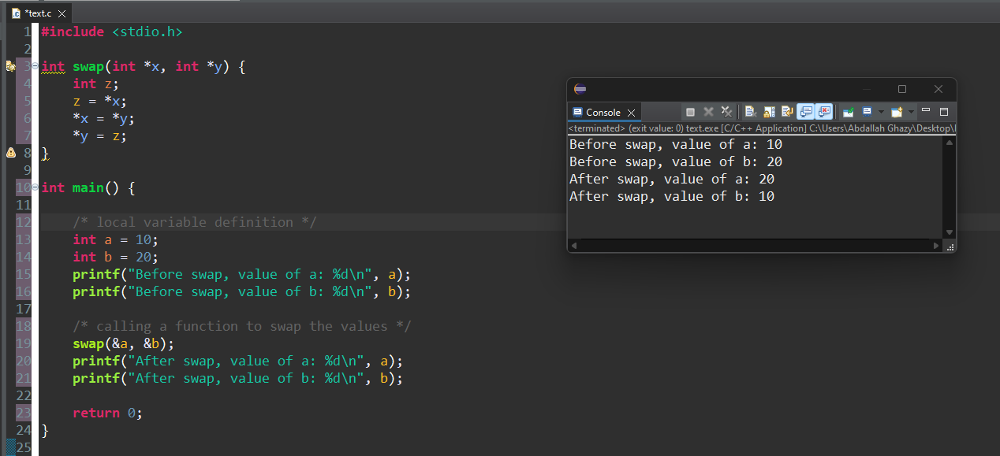 *text.c
1 #include <stdio.h>
2
3 int swap(int *x, int *y) {
4     int z;
5     z = *x;
6     *x = *y;
7     *y = z;
8 }
9
10 int main() {
11
12     /* local variable definition */
13     int a = 10;
14     int b = 20;
15     printf("Before swap, value of a: %d\n", a);
16     printf("Before swap, value of b: %d\n", b);
17
18     /* calling a function to swap the values */
19     swap(&a, &b);
20     printf("After swap, value of a: %d\n", a);
21     printf("After swap, value of b: %d\n", b);
22
23     return 0;
24 }
25
Console
<terminated> (exit value: 0) text.exe [C/C++ Application] C:\Users\Abdallah Ghazy\Desktop\
Before swap, value of a: 10
Before swap, value of b: 20
After swap, value of a: 20
After swap, value of b: 10